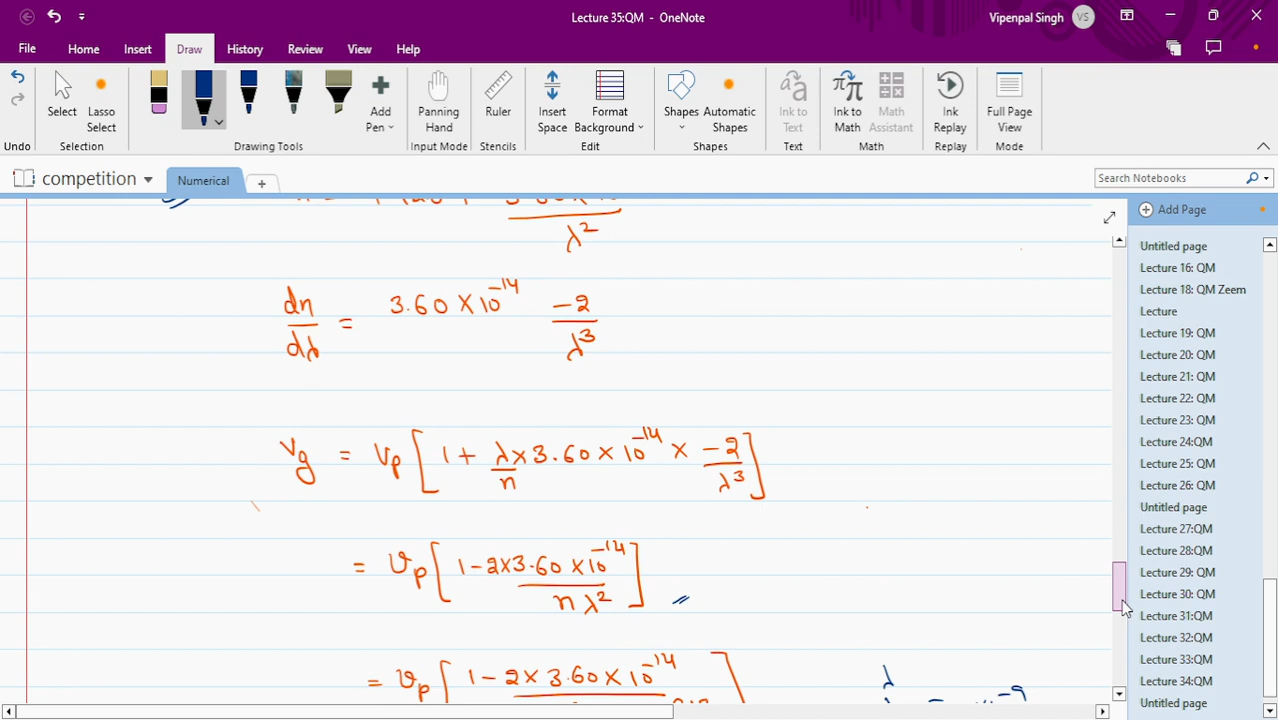 Lecture 35:QM - OneNote
Vipenpal Singh VS
File Home Insert Draw History Review View Help
Select Lasso Select Add Pen Panning Hand Ruler Insert Space Format Background Shapes Automatic Shapes Ink to Text Ink to Math Math Assistant Ink Replay Full Page View
Undo Selection Drawing Tools Input Mode Stencils Edit Shapes Text Math Replay Mode
competition Numerical + Search Notebooks
Add Page
Untitled page
Lecture 16: QM
Lecture 18: QM Zeem
Lecture
Lecture 19: QM
Lecture 20: QM
Lecture 21: QM
Lecture 22: QM
Lecture 23: QM
Lecture 24:QM
Lecture 25: QM
Lecture 26: QM
Untitled page
Lecture 27:QM
Lecture 28:QM
Lecture 29: QM
Lecture 30: QM
Lecture 31:QM
Lecture 32:QM
Lecture 33:QM
Lecture 34:QM
Untitled page
λ²
dn/dλ = 3.60 × 10⁻¹⁴ -2/λ³
Vg = Vp [ 1 + λ/n × 3.60 × 10⁻¹⁴ × -2/λ³ ]
= Vp [ 1 - 2 × 3.60 × 10⁻¹⁴ / n λ² ]
= Vp [ 1 - 2 × 3.60 × 10⁻¹⁴
λ